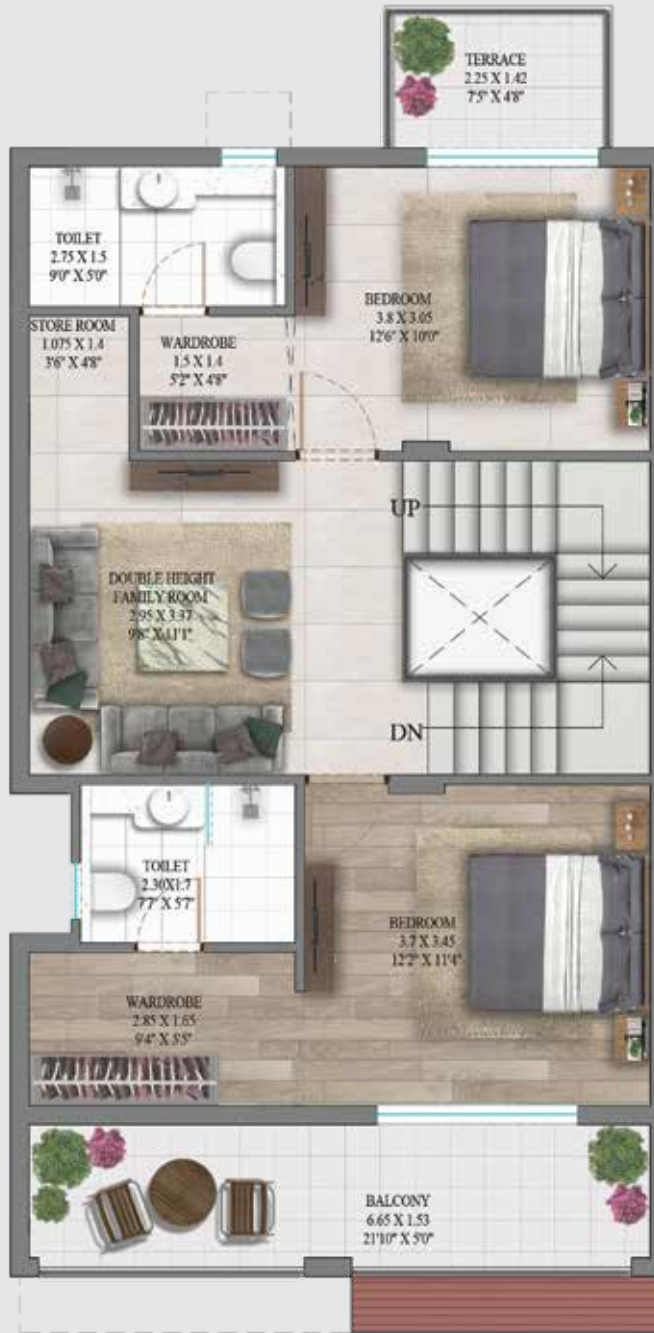 TERRACE
2.25 X 1.42
7'5" X 4'8"
TOILET
2.75 X 1.5
9'0" X 5'0"
BEDROOM
3.8 X 3.05
12'6" X 10'0"
STORE ROOM
1.075 X 1.4
3'6" X 4'8"
WARDROBE
1.5 X 1.4
5'2" X 4'8"
UP
DOUBLE HEIGHT
FAMILY ROOM
2.95 X 3.37
9'8" X 11'1"
DN
TOILET
2.30X1.7
7'7" X 5'7"
BEDROOM
3.7 X 3.45
12'2" X 11'4"
WARDROBE
2.85 X 1.65
9'4" X 5'5"
BALCONY
6.65 X 1.53
21'10" X 5'0"